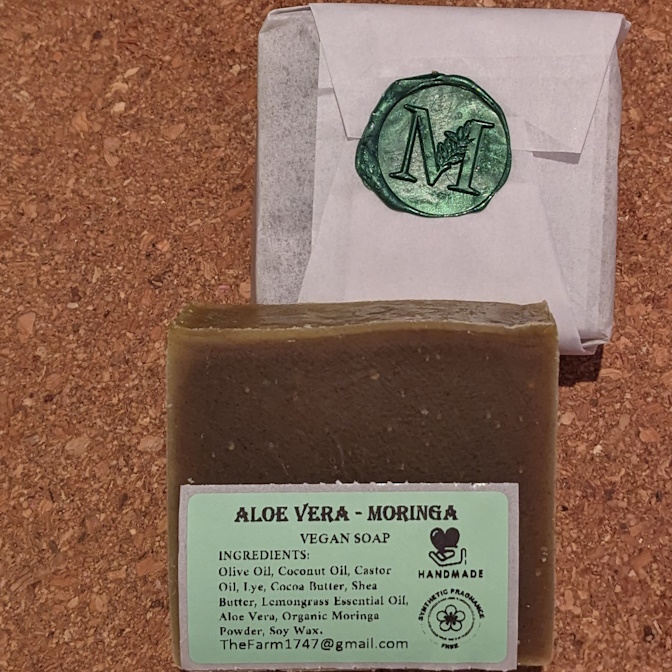 M
ALOE VERA - MORINGA
VEGAN SOAP
INGREDIENTS:
Olive Oil, Coconut Oil, Castor
Oil, Lye, Cocoa Butter, Shea
Butter, Lemongrass Essential Oil,
Aloe Vera, Organic Moringa
Powder, Soy Wax.
TheFarm1747@gmail.com
HANDMADE
SYNTHETIC FRAGRANCE
FREE